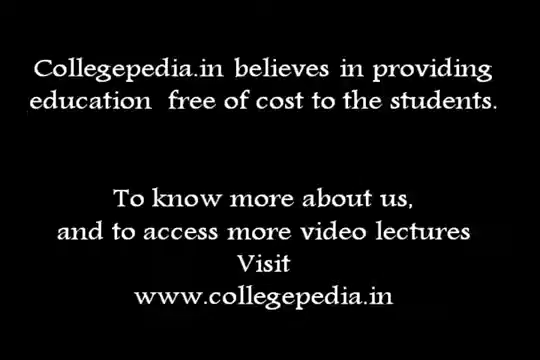 Collegepedia.in believes in providing
education free of cost to the students.
To know more about us,
and to access more video lectures
Visit
www.collegepedia.in